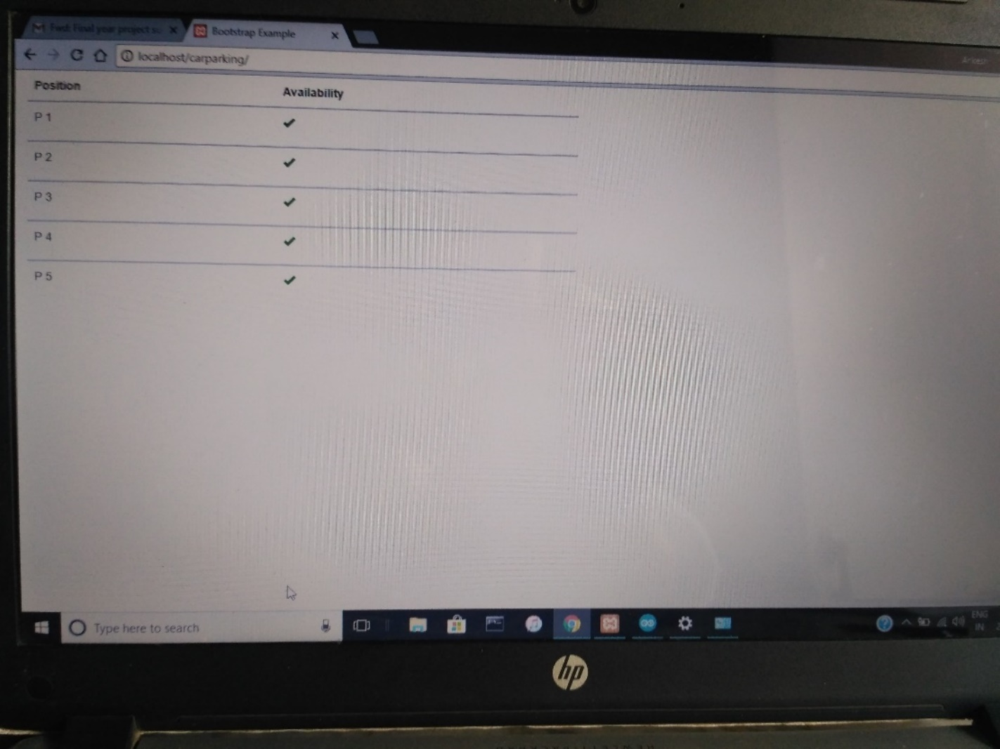 Fwd: Final year project su
Bootstrap Example
localhost/carparking/
Position Availability
P 1
P 2
P 3
P 4
P 5
Type here to search
ENG
IN
hp